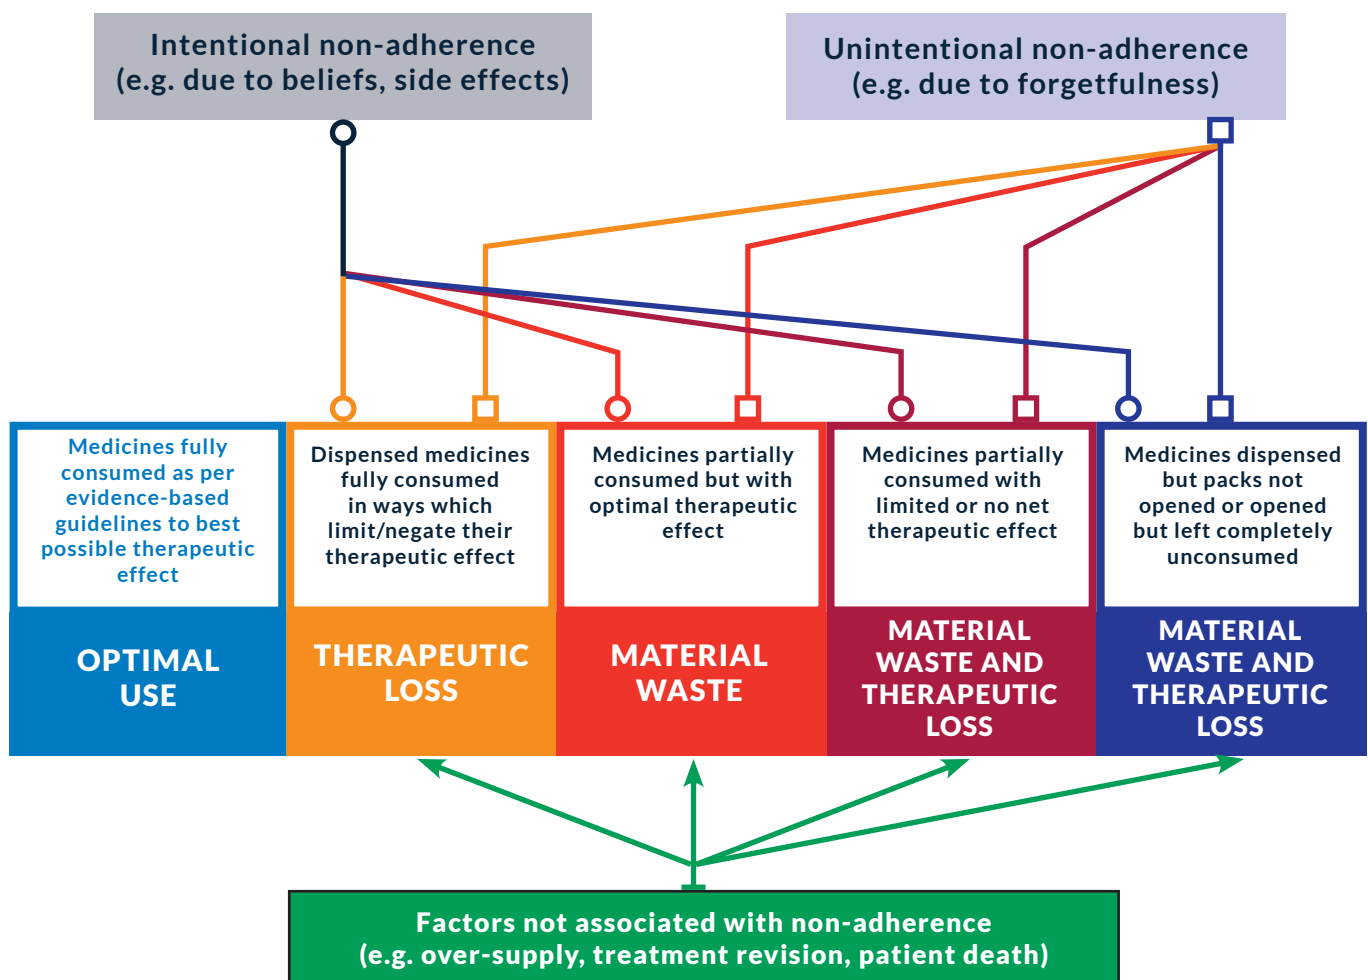 Intentional non-adherence
(e.g. due to beliefs, side effects)
Unintentional non-adherence
(e.g. due to forgetfulness)
Medicines fully
consumed as per
evidence-based
guidelines to best
possible therapeutic
effect
OPTIMAL
USE
Dispensed medicines
fully consumed
in ways which
limit/negate their
therapeutic effect
THERAPEUTIC
LOSS
Medicines partially
consumed but with
optimal therapeutic
effect
MATERIAL
WASTE
Medicines partially
consumed with
limited or no net
therapeutic effect
MATERIAL
WASTE AND
THERAPEUTIC
LOSS
Medicines dispensed
but packs not
opened or opened
but left completely
unconsumed
MATERIAL
WASTE AND
THERAPEUTIC
LOSS
Factors not associated with non-adherence
(e.g. over-supply, treatment revision, patient death)